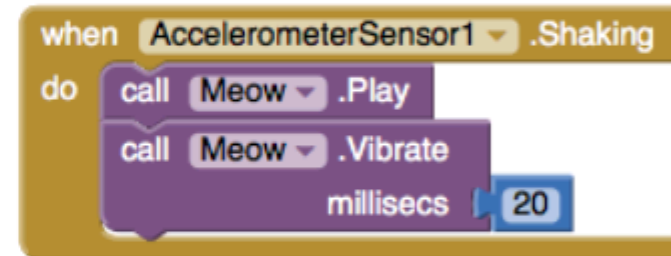 when AccelerometerSensor1 .Shaking
do call Meow .Play
call Meow .Vibrate
millisecs 20